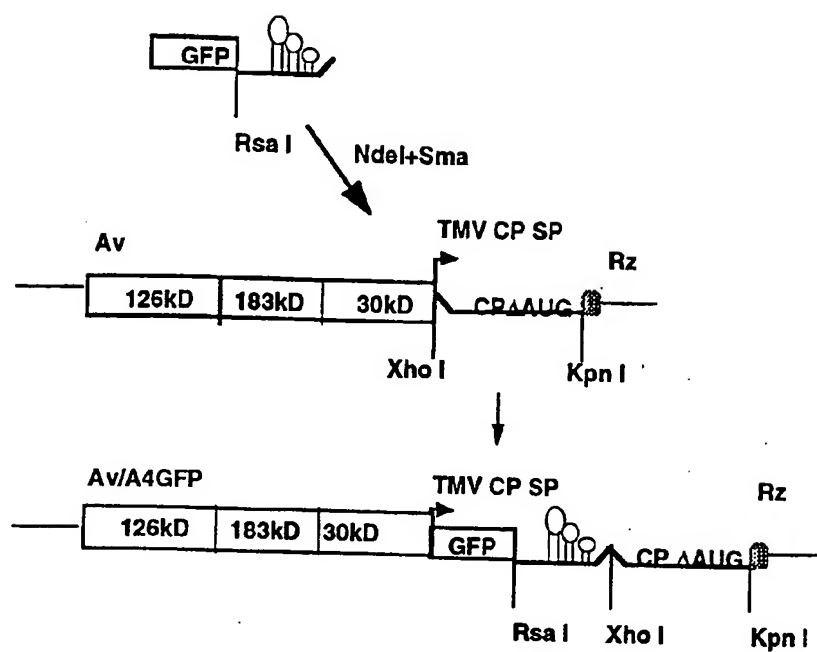 GFP
Rsa I
NdeI+Sma
TMV CP SP
Av
Rz
126kD 183kD 30kD
CPΔAUG
Xho I
Kpn I
Av/A4GFP
TMV CP SP
Rz
126kD 183kD 30kD
GFP
CP ΔAUG
Rsa I Xho I
Kpn I